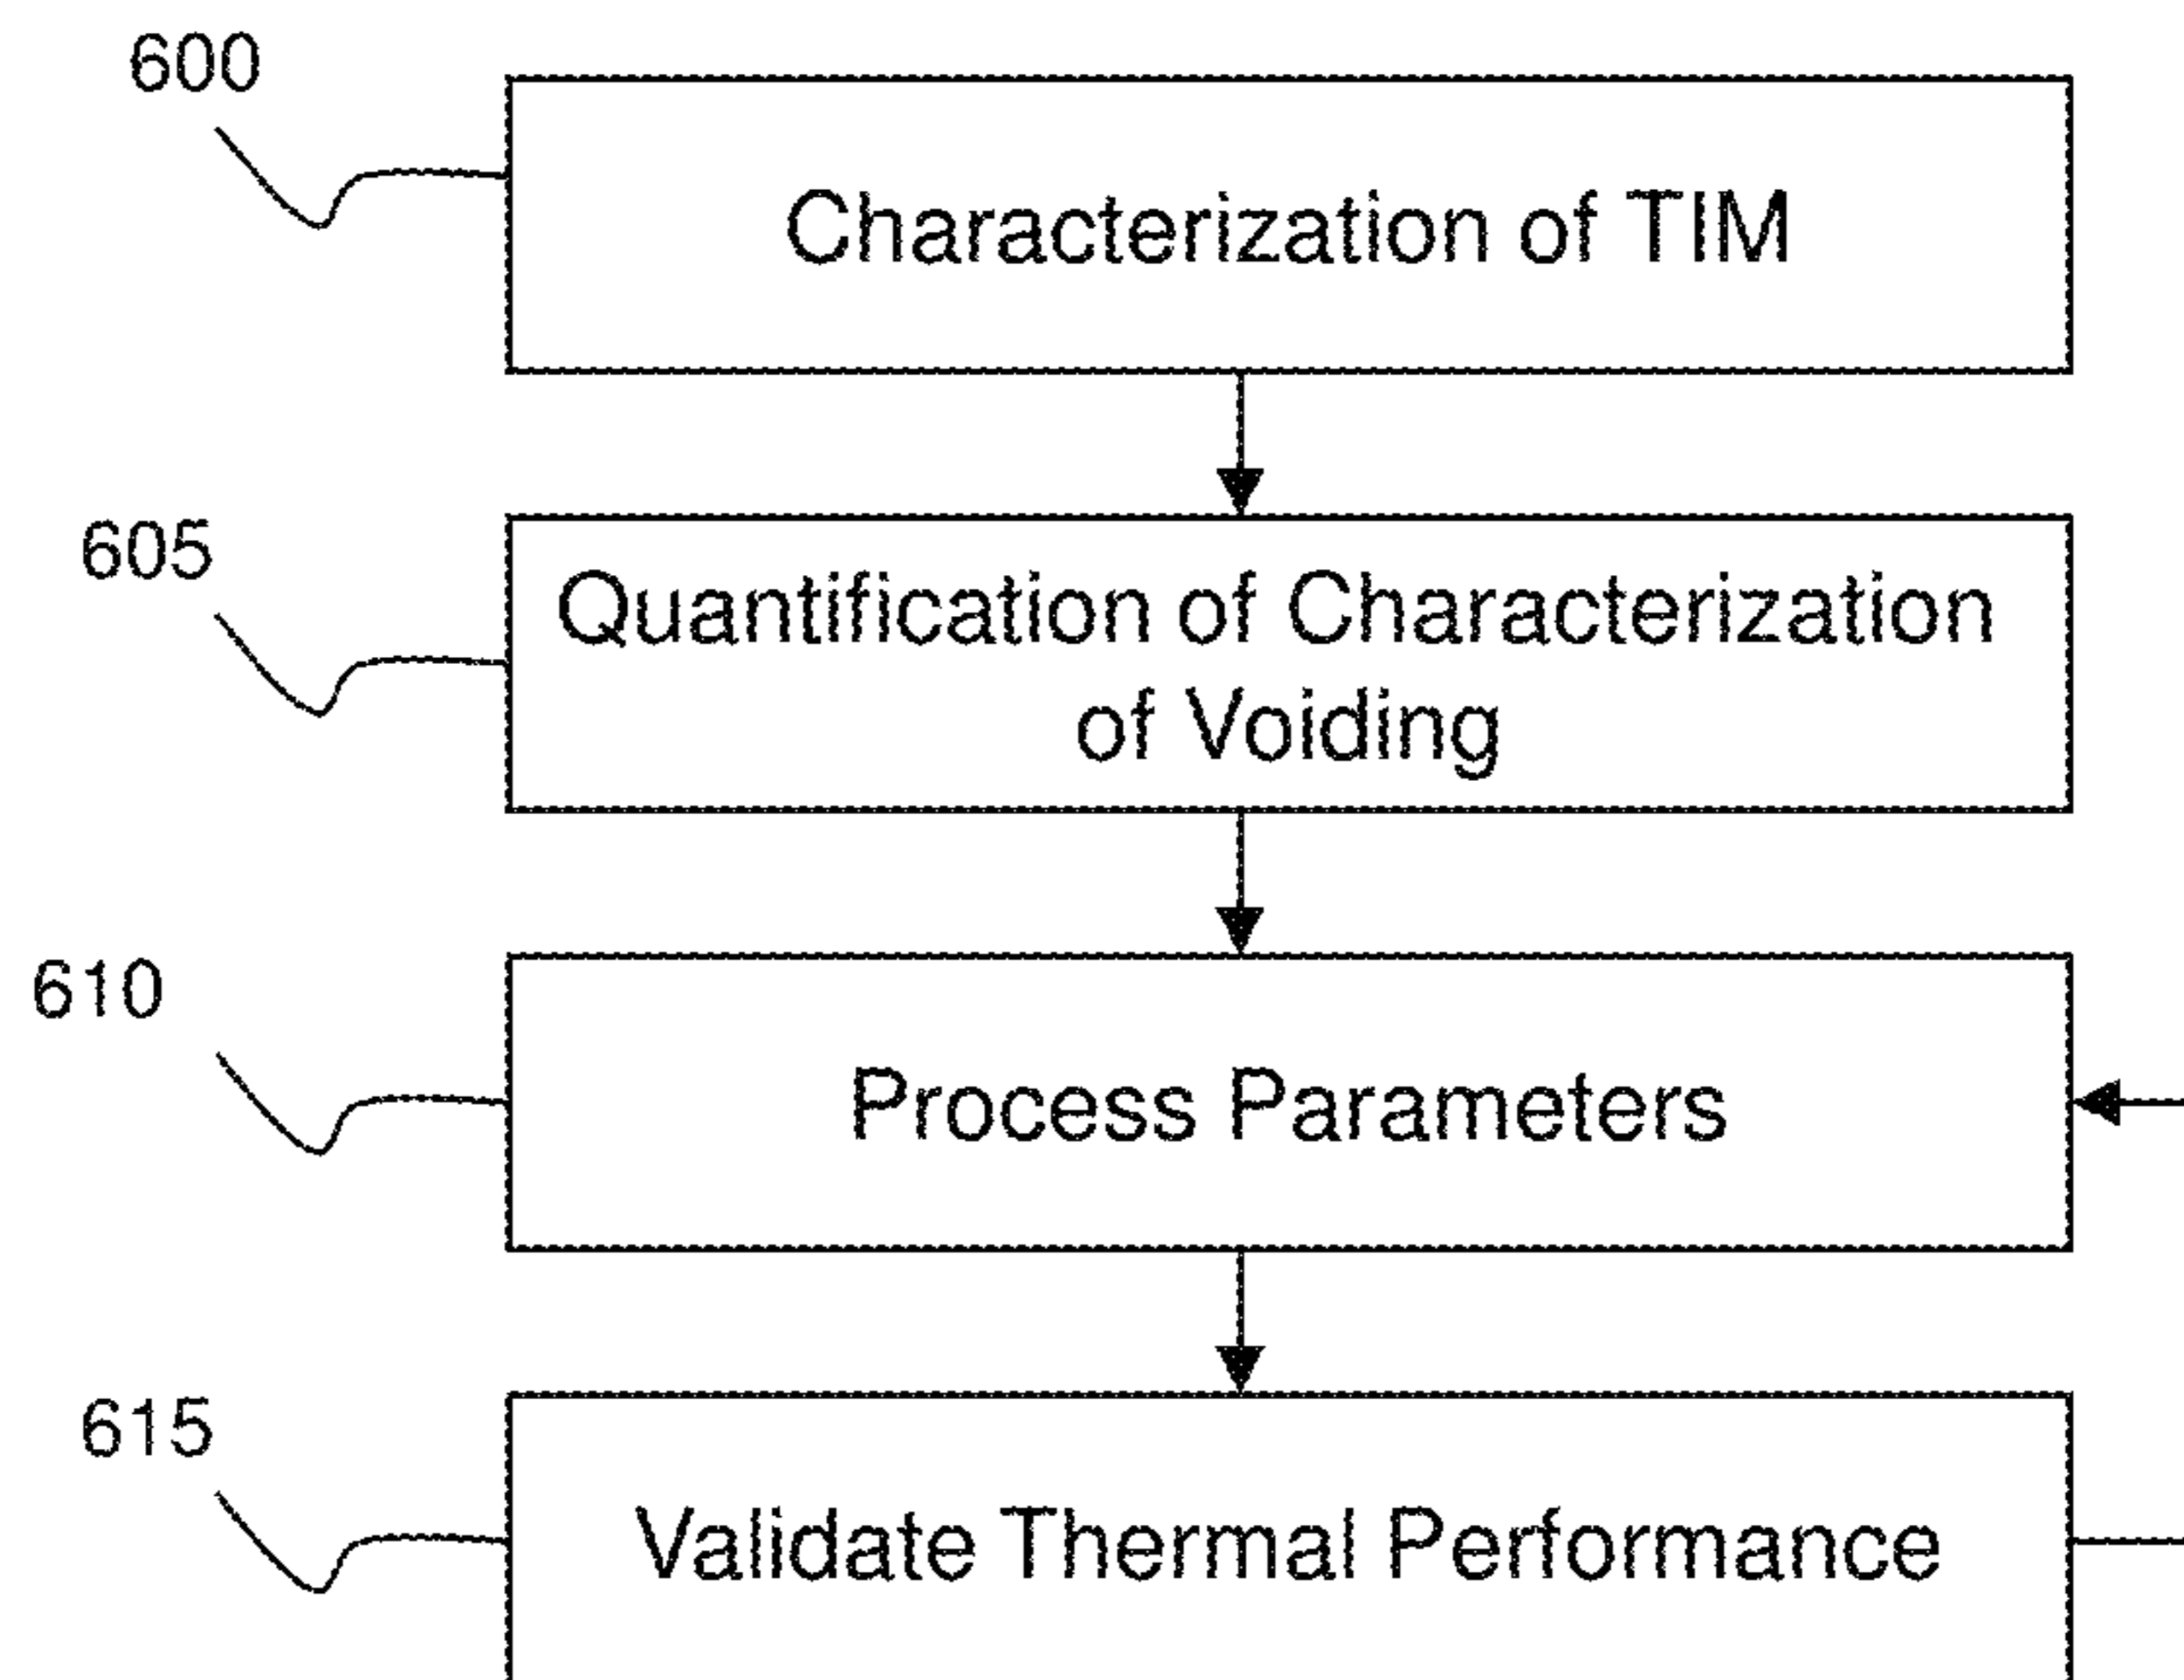 600
Characterization of TIM
605
Quantification of Characterization
of Voiding
610
Process Parameters
615
Validate Thermal Performance